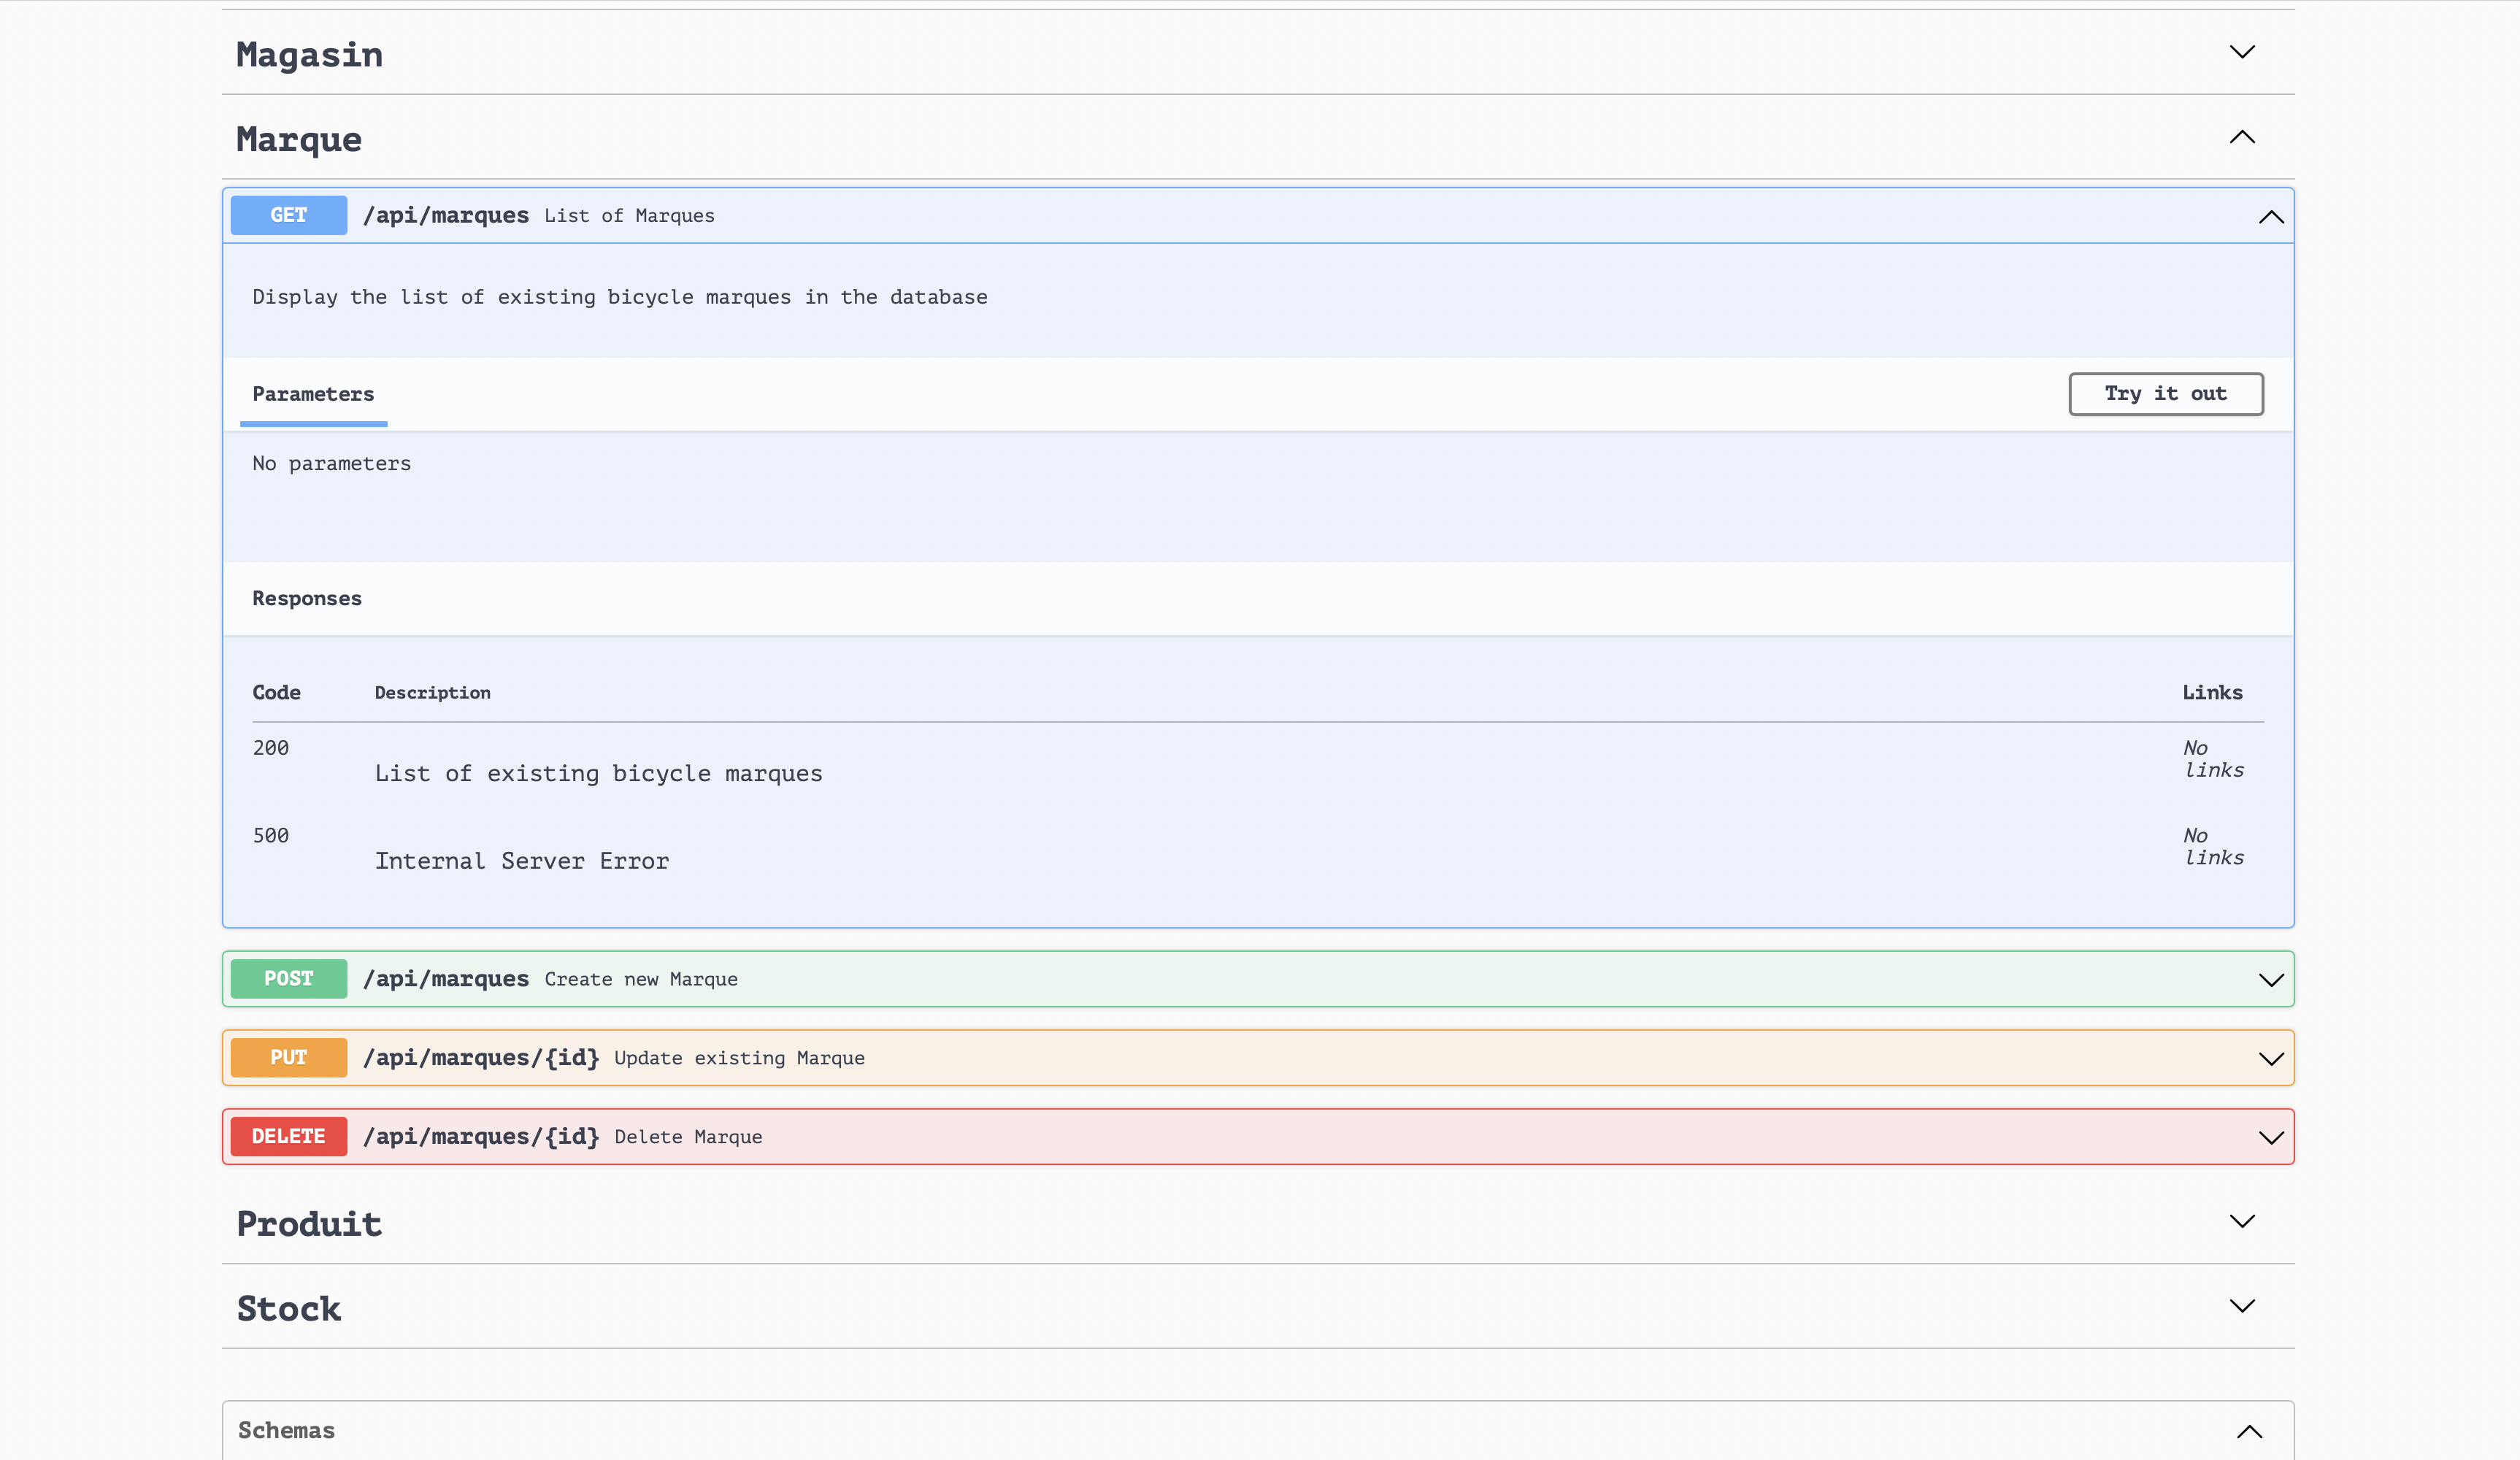 Magasin
Marque
GET /api/marques List of Marques
Display the list of existing bicycle marques in the database
Parameters Try it out
No parameters
Responses
Code Description Links
200 No
List of existing bicycle marques links
500 No
Internal Server Error links
POST /api/marques Create new Marque
PUT /api/marques/{id} Update existing Marque
DELETE /api/marques/{id} Delete Marque
Produit
Stock
Schemas